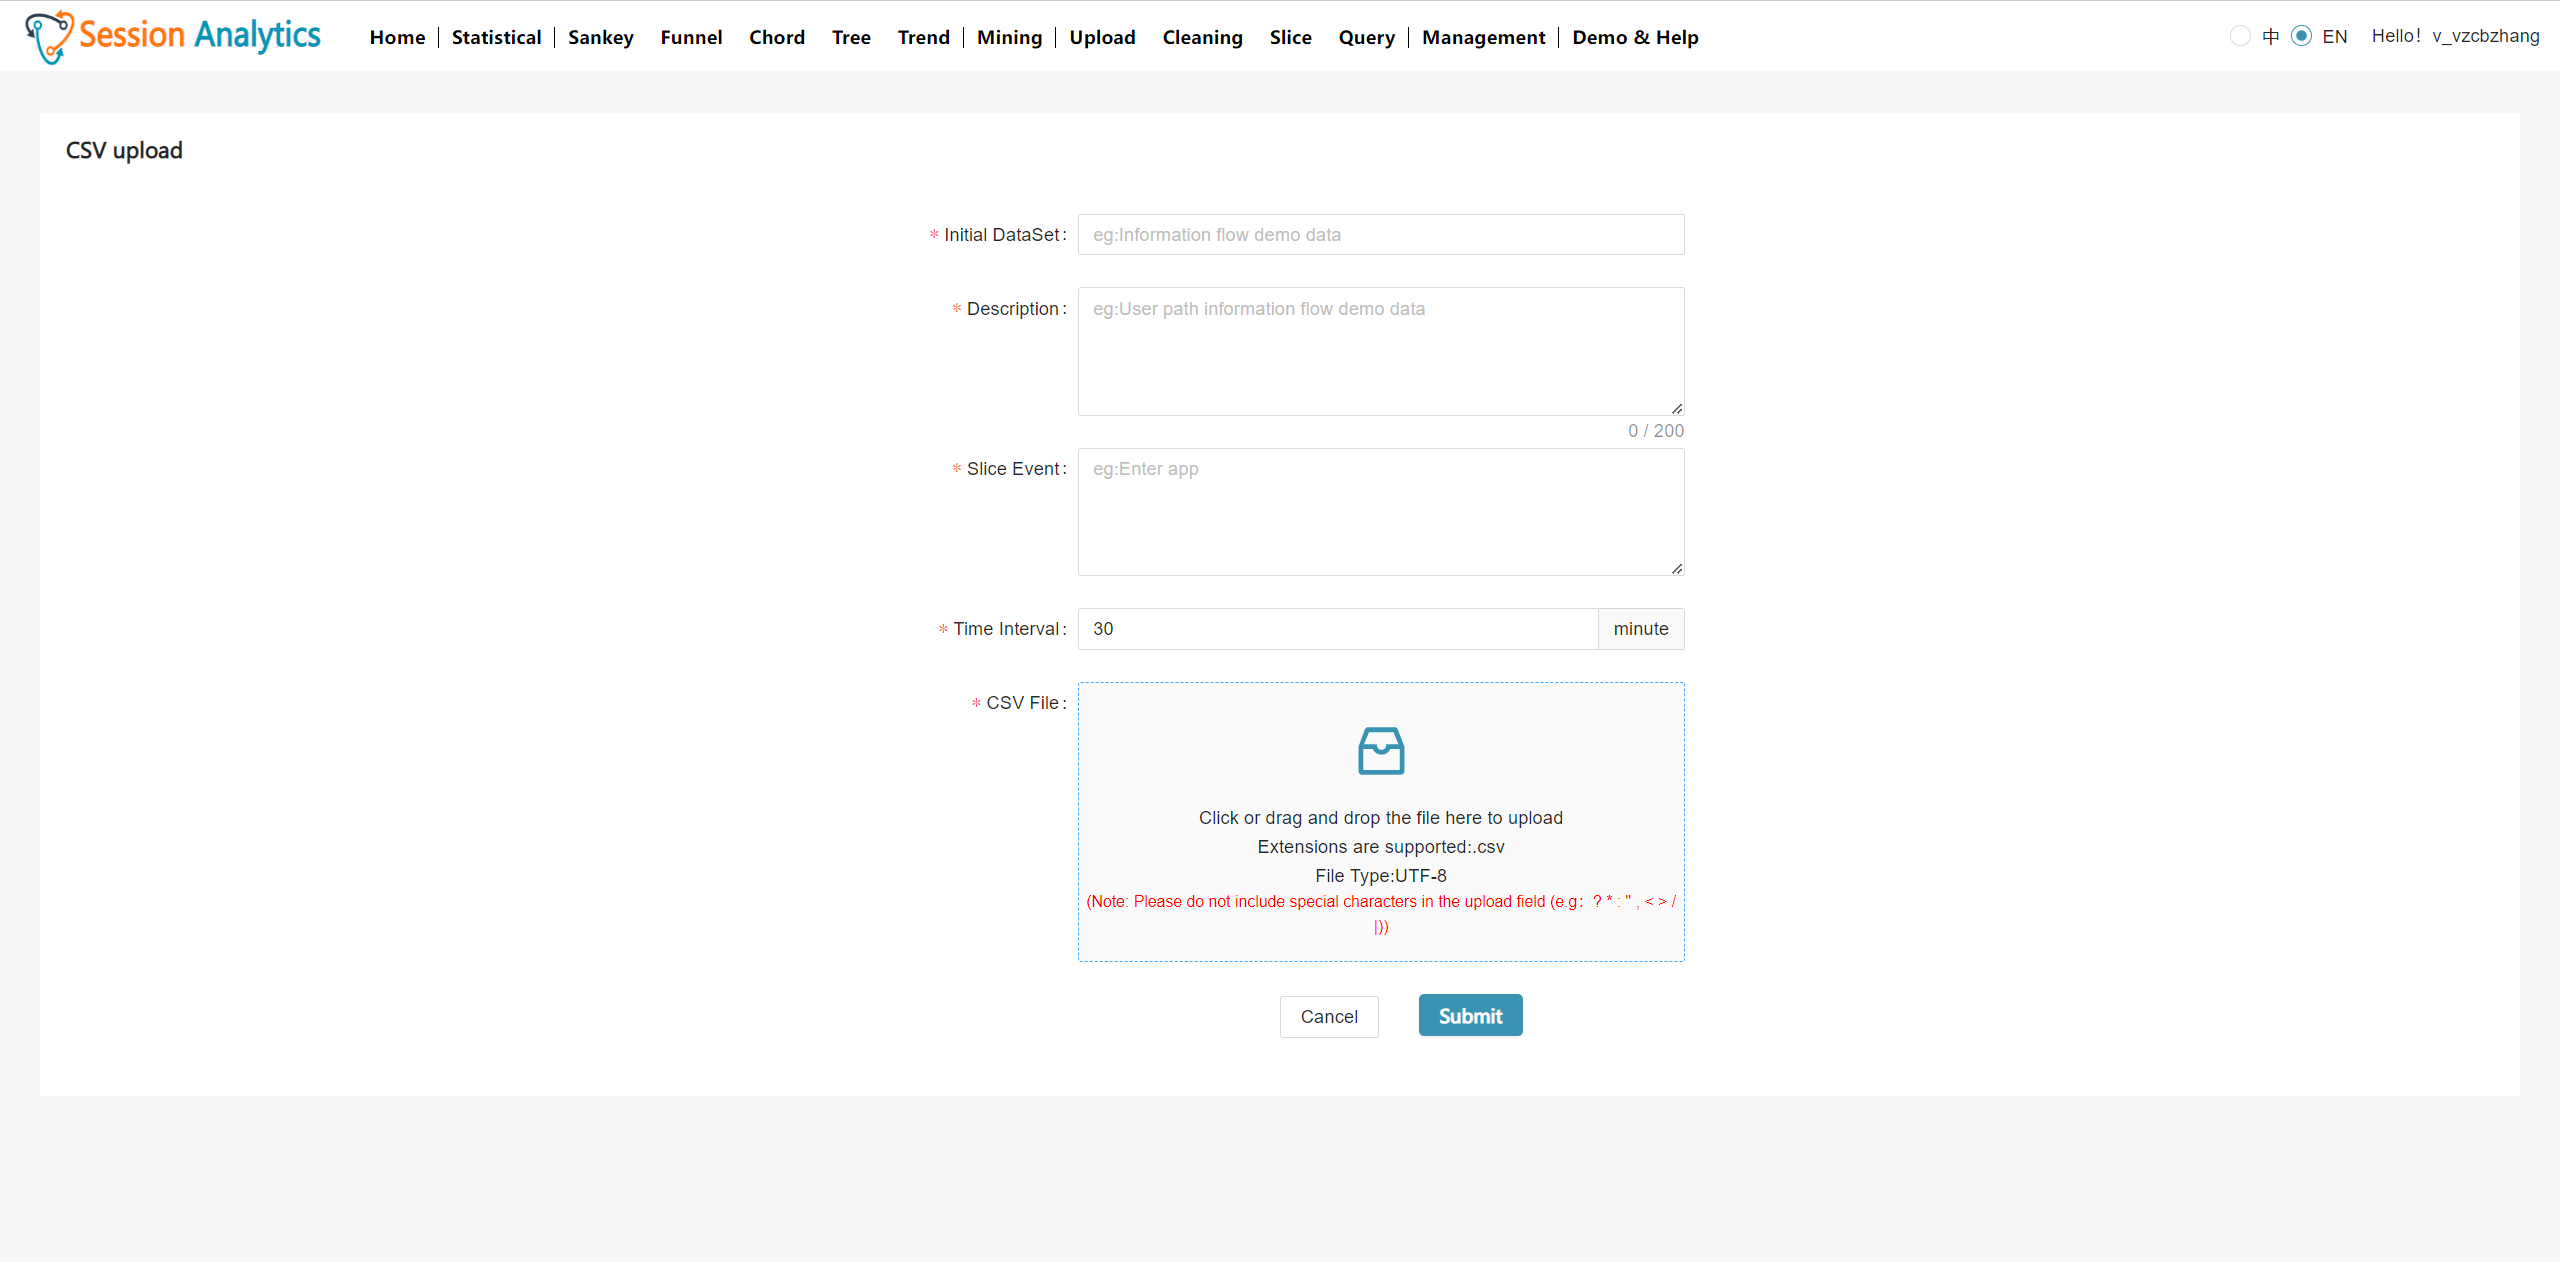 Session Analytics
Home | Statistical | Sankey Funnel Chord Tree Trend | Mining | Upload Cleaning Slice Query | Management | Demo & Help
中 EN Hello！ v_vzcbzhang
CSV upload
* Initial DataSet :
eg:Information flow demo data
* Description :
eg:User path information flow demo data
0 / 200
* Slice Event :
eg:Enter app
* Time Interval :
30 minute
* CSV File :
Click or drag and drop the file here to upload
Extensions are supported:.csv
File Type:UTF-8
(Note: Please do not include special characters in the upload field (e.g：? * : " , < > /
|))
Cancel Submit